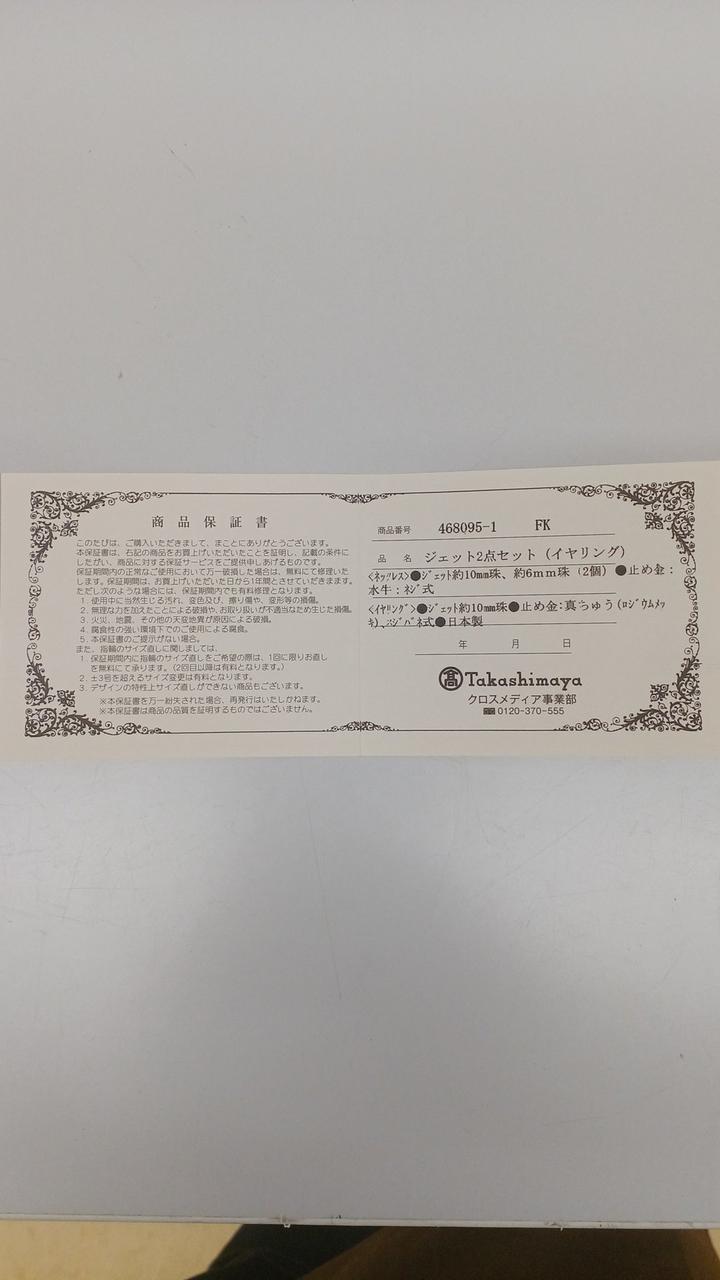 商品保証書
このたびは、ご購入いただきまして、まことにありがとうございます。
本保証書は、右記の商品をお買上げいただいたことを証明し、記載の条件に
したがい、商品に対する保証サービスをご提供申しあげるものです。
保証期間内の正常なご使用において万一破損した場合は、無料にて修理いた
します。保証期間は、お買上げいただいた日から1年間とさせていただきます。
ただし次のような場合には、保証期間内でも有料修理となります。
1. 使用中に当然生じる汚れ、変色及び、擦り傷や、変形等の損傷。
2. 無理な力を加えたことによる破損や、お取り扱いが不適当なため生じた損傷。
3. 火災、地震、その他の天変地異が原因による破損。
4. 腐食性の強い環境下でのご使用による腐食。
5. 本保証書のご提示がない場合。
また、指輪のサイズ直しに関しましては、
1. 保証期間内に指輪のサイズ直しをご希望の際は、1回に限りお直し
を無料にて承ります。(2回目以降は有料となります。)
2. ±3号を超えるサイズ変更は有料となります。
3. デザインの特性上サイズ直しができない商品もございます。
※本保証書を万一紛失された場合、再発行はいたしかねます。
※本保証書は商品の品質を証明するものではございません。
商品番号 468095-1 FK
品名 ジェット2点セット(イヤリング)
<ﾈｯｸﾚｽ>●ｼﾞｪｯﾄ約10mm珠、約6mm珠(2個)●止め金:
水牛:ﾈｼﾞ式
<ｲﾔﾘﾝｸﾞ>●ｼﾞｪｯﾄ約10mm珠●止め金:真ちゅう(ﾛｼﾞｳﾑﾒｯ
ｷ)､ﾈｼﾞﾊﾞﾈ式●日本製
年 月 日
髙 Takashimaya
クロスメディア事業部
0120-370-555